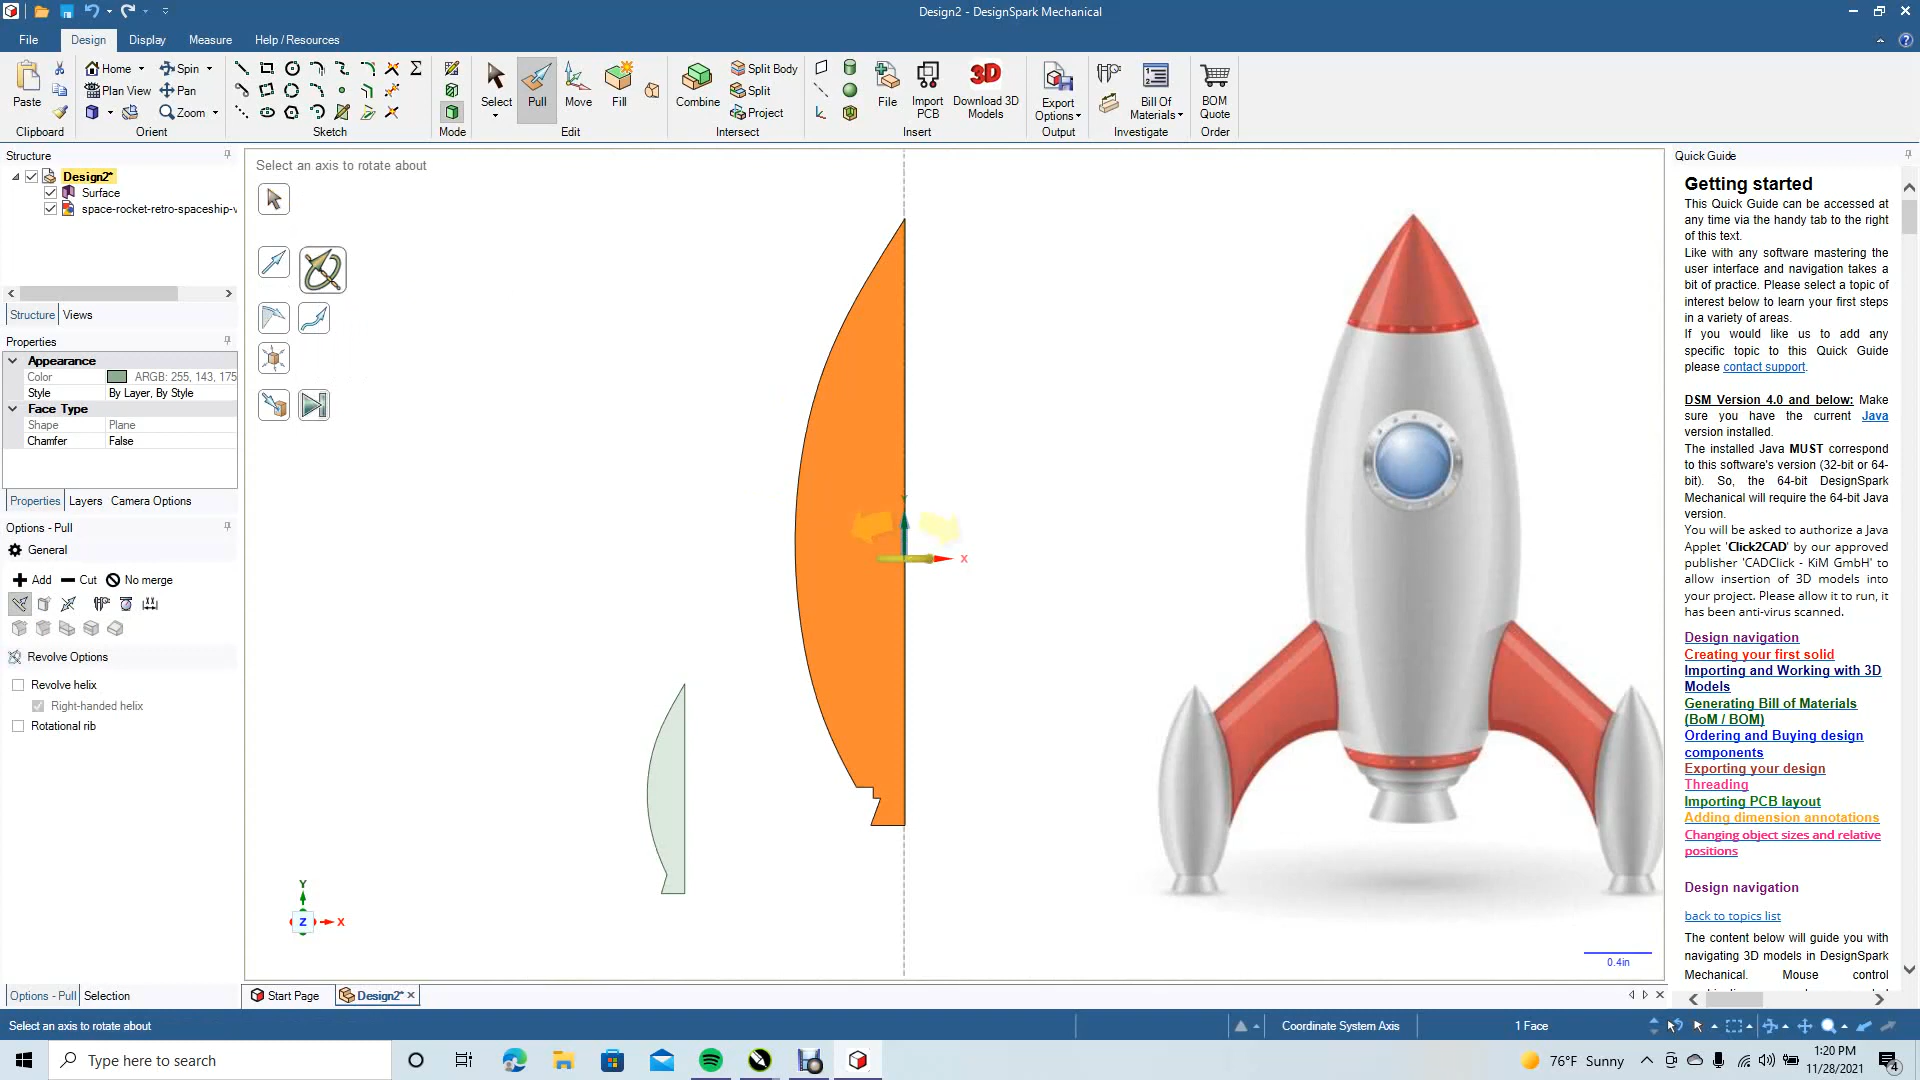 Design2 - DesignSpark Mechanical
File
Design
Display
Measure
Help / Resources
Paste
Clipboard
Home
Spin
Plan View
Pan
Zoom
Orient
Sketch
Mode
Select
Pull
Move
Fill
Edit
Combine
Split Body
Split
Project
Intersect
File
Import
PCB
3D
Download 3D
Models
Insert
Export
Options
Output
Bill Of
Materials
Investigate
BOM
Quote
Order
Structure
Design2*
Surface
space-rocket-retro-spaceship-v
Structure
Views
Properties
Appearance
Color
ARGB: 255, 143, 175
Style
By Layer, By Style
Face Type
Shape
Plane
Chamfer
False
Properties
Layers
Camera Options
Options - Pull
General
Add
Cut
No merge
Revolve Options
Revolve helix
Right-handed helix
Rotational rib
Options - Pull
Selection
Select an axis to rotate about
Y
X
Y
Z
X
0.4in
Start Page
Design2*
Quick Guide
Getting started
This Quick Guide can be accessed at
any time via the handy tab to the right
of this text.
Like with any software mastering the
user interface and navigation takes a
bit of practice. Please select a topic of
interest below to learn your first steps
in a variety of areas.
If you would like us to add any
specific topic to this Quick Guide
please contact support.
DSM Version 4.0 and below: Make
sure you have the current Java
version installed.
The installed Java MUST correspond
to this software's version (32-bit or 64-
bit). So, the 64-bit DesignSpark
Mechanical will require the 64-bit Java
version.
You will be asked to authorize a Java
Applet 'Click2CAD' by our approved
publisher 'CADClick - KiM GmbH' to
allow insertion of 3D models into
your project. Please allow it to run, it
has been anti-virus scanned.
Design navigation
Creating your first solid
Importing and Working with 3D
Models
Generating Bill of Materials
(BoM / BOM)
Ordering and Buying design
components
Exporting your design
Threading
Importing PCB layout
Adding dimension annotations
Changing object sizes and relative
positions
Design navigation
back to topics list
The content below will guide you with
navigating 3D models in DesignSpark
Mechanical. Mouse control
Select an axis to rotate about
Coordinate System Axis
1 Face
Type here to search
76°F Sunny
1:20 PM
11/28/2021
4